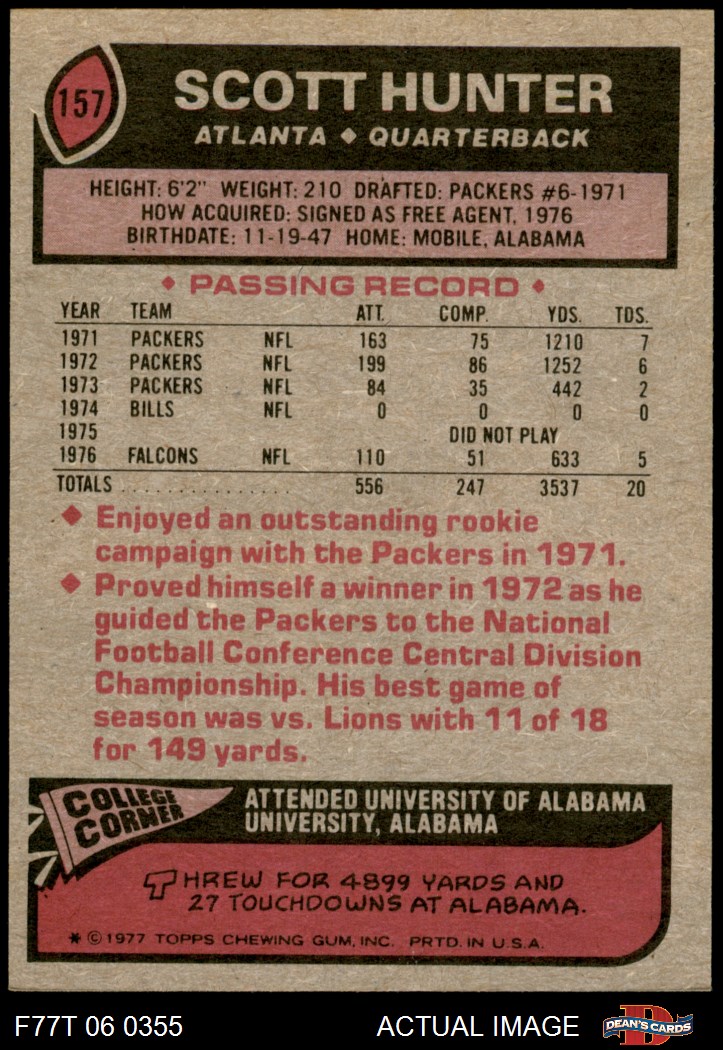 157
SCOTT HUNTER
ATLANTA ◆ QUARTERBACK
HEIGHT: 6'2" WEIGHT: 210 DRAFTED: PACKERS #6-1971
HOW ACQUIRED: SIGNED AS FREE AGENT, 1976
BIRTHDATE: 11-19-47 HOME: MOBILE, ALABAMA
◆ PASSING RECORD ◆
YEAR TEAM ATT. COMP. YDS. TDS.
1971 PACKERS NFL 163 75 1210 7
1972 PACKERS NFL 199 86 1252 6
1973 PACKERS NFL 84 35 442 2
1974 BILLS NFL 0 0 0 0
1975 DID NOT PLAY
1976 FALCONS NFL 110 51 633 5
TOTALS . . . . . . . . . . . . . . . . 556 247 3537 20
◆ Enjoyed an outstanding rookie
campaign with the Packers in 1971.
◆ Proved himself a winner in 1972 as he
guided the Packers to the National
Football Conference Central Division
Championship. His best game of
season was vs. Lions with 11 of 18
for 149 yards.
COLLEGE
CORNER
ATTENDED UNIVERSITY OF ALABAMA
UNIVERSITY, ALABAMA
THREW FOR 4899 YARDS AND
27 TOUCHDOWNS AT ALABAMA.
* © 1977 TOPPS CHEWING GUM, INC. PRTD. IN U.S.A.
F77T 06 0355 ACTUAL IMAGE
D
DEAN'S CARDS